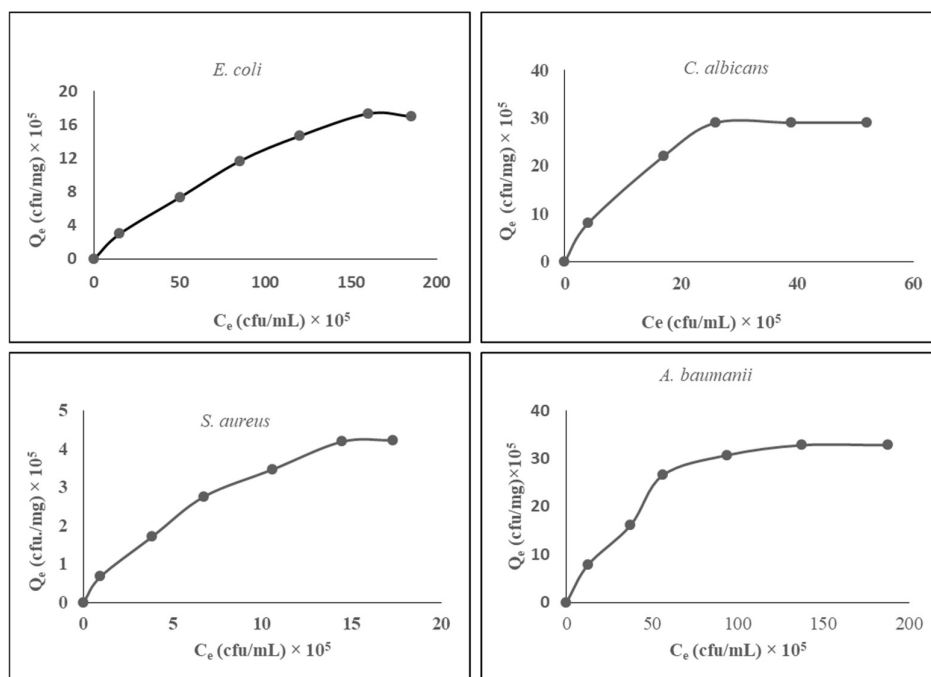 E. coli
20
16
12
8
4
0
Qₑ (cfu/mg) × 10⁵
0 50 100 150 200
Cₑ (cfu/mL) × 10⁵
C. albicans
40
30
20
10
0
Qₑ (cfu/mg) × 10⁵
0 20 40 60
Ce (cfu/mL) × 10⁵
S. aureus
5
4
3
2
1
0
Qₑ (cfu./mg) × 10⁵
0 5 10 15 20
Cₑ (cfu/mL) × 10⁵
A. baumanii
40
30
20
10
0
Qₑ (cfu/mg)×10⁵
0 50 100 150 200
Cₑ (cfu/mL) × 10⁵